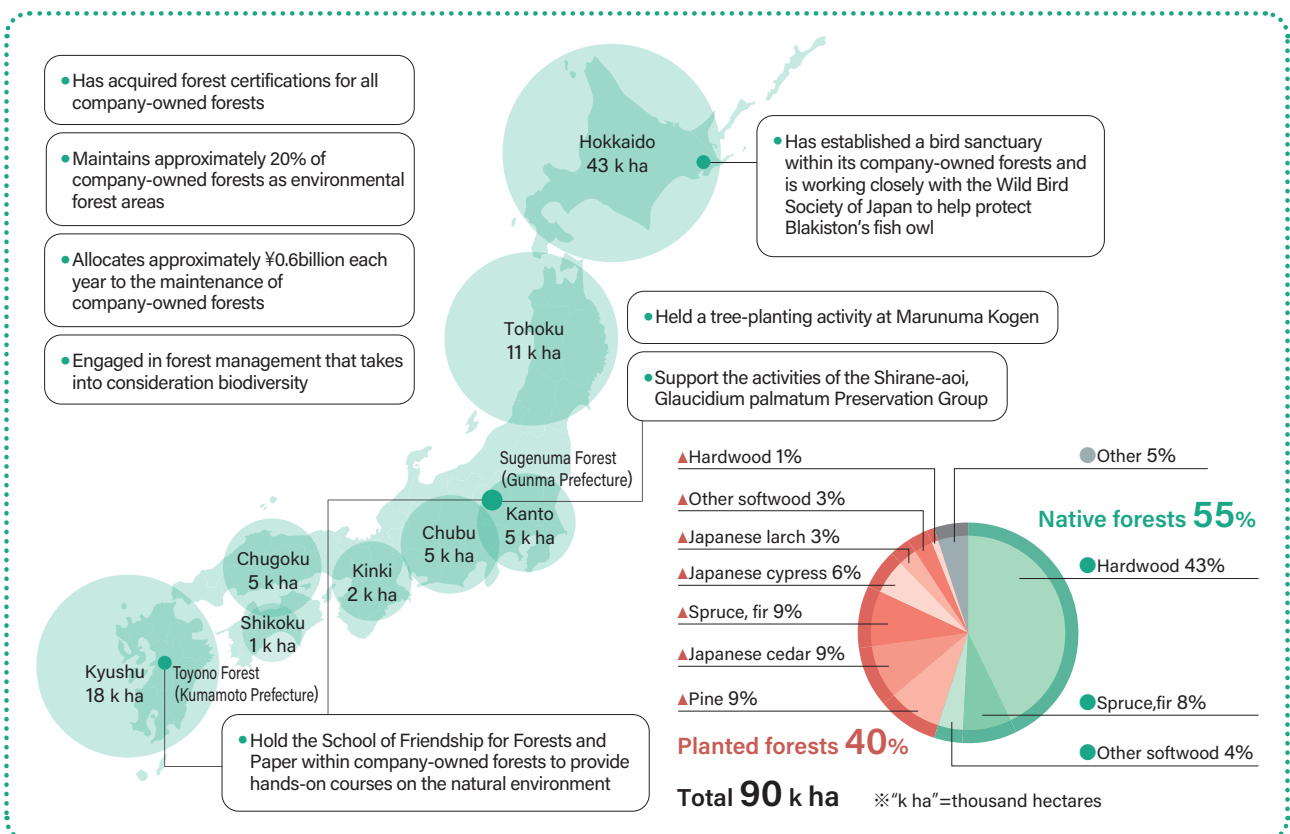 •Has acquired forest certifications for all
company-owned forests
•Maintains approximately 20% of
company-owned forests as environmental
forest areas
•Allocates approximately ¥0.6billion each
year to the maintenance of
company-owned forests
•Engaged in forest management that takes
into consideration biodiversity
Hokkaido
43 k ha
•Has established a bird sanctuary
within its company-owned forests and
is working closely with the Wild Bird
Society of Japan to help protect
Blakiston's fish owl
Tohoku
11 k ha
•Held a tree-planting activity at Marunuma Kogen
•Support the activities of the Shirane-aoi,
Glaucidium palmatum Preservation Group
Sugenuma Forest
(Gunma Prefecture)
Kanto
5 k ha
Chubu
5 k ha
Kinki
2 k ha
Chugoku
5 k ha
Shikoku
1 k ha
Kyushu
18 k ha
Toyono Forest
(Kumamoto Prefecture)
•Hold the School of Friendship for Forests and
Paper within company-owned forests to provide
hands-on courses on the natural environment
▲Hardwood 1%
▲Other softwood 3%
▲Japanese larch 3%
▲Japanese cypress 6%
▲Spruce, fir 9%
▲Japanese cedar 9%
▲Pine 9%
Planted forests 40%
●Other 5%
Native forests 55%
●Hardwood 43%
●Spruce,fir 8%
●Other softwood 4%
Total 90 k ha
※"k ha"=thousand hectares